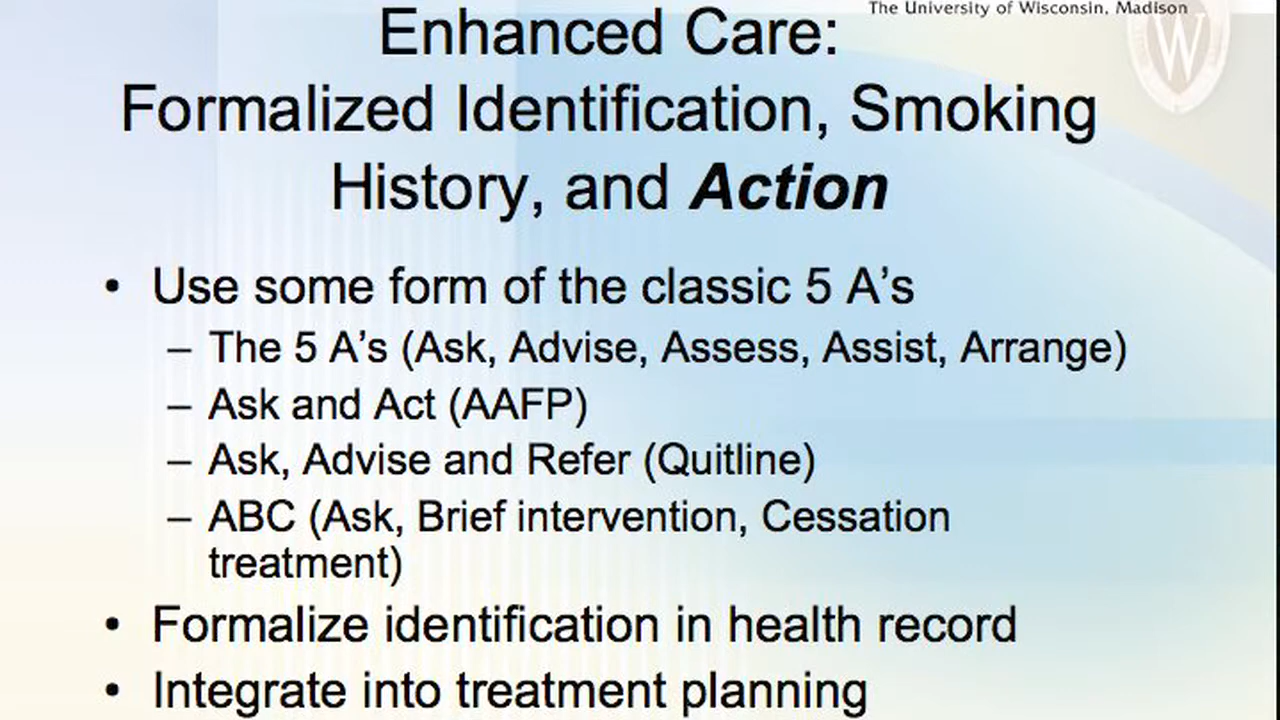 The University of Wisconsin, Madison
W
Enhanced Care:
Formalized Identification, Smoking
History, and Action
• Use some form of the classic 5 A’s
– The 5 A’s (Ask, Advise, Assess, Assist, Arrange)
– Ask and Act (AAFP)
– Ask, Advise and Refer (Quitline)
– ABC (Ask, Brief intervention, Cessation
treatment)
• Formalize identification in health record
• Integrate into treatment planning